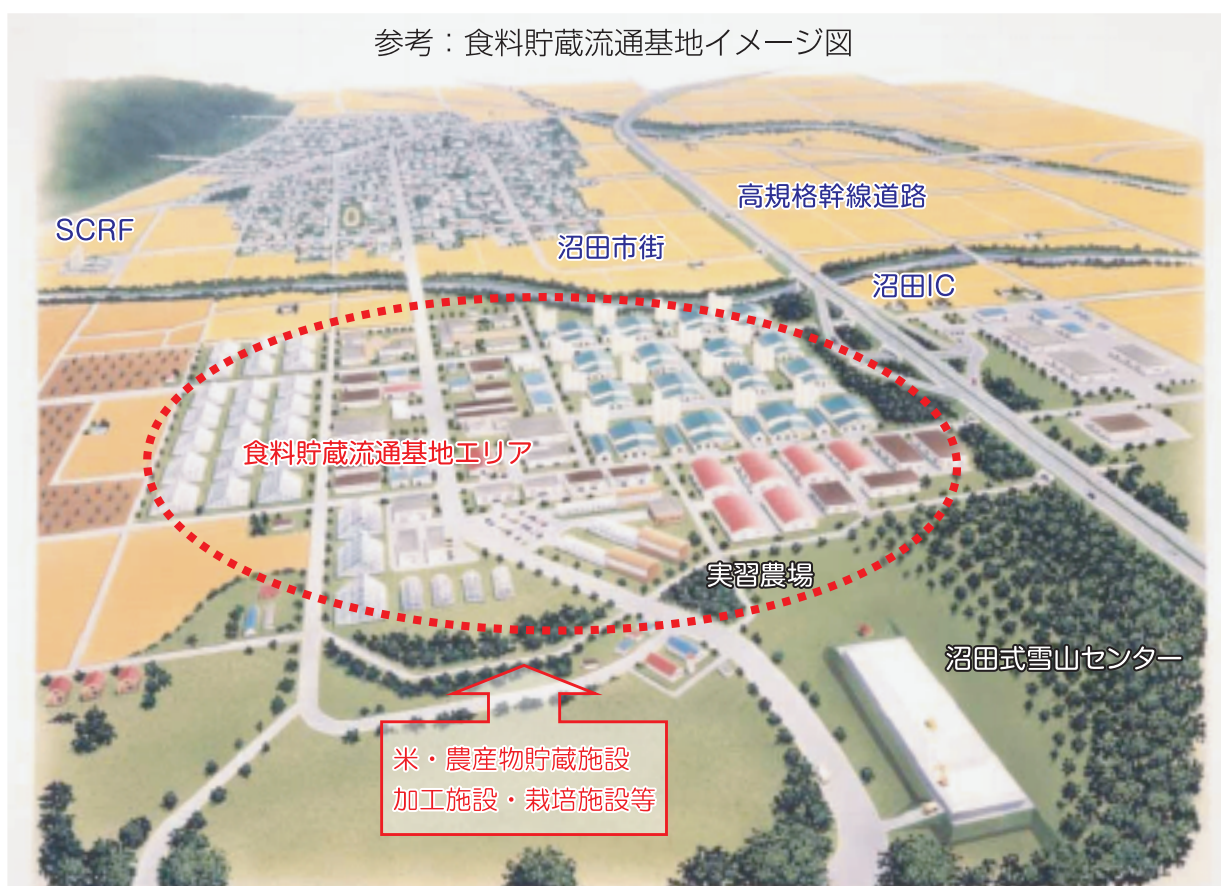 参考：食料貯蔵流通基地イメージ図
高規格幹線道路
SCRF
沼田市街
沼田IC
食料貯蔵流通基地エリア
実習農場
沼田式雪山センター
米・農産物貯蔵施設
加工施設・栽培施設等